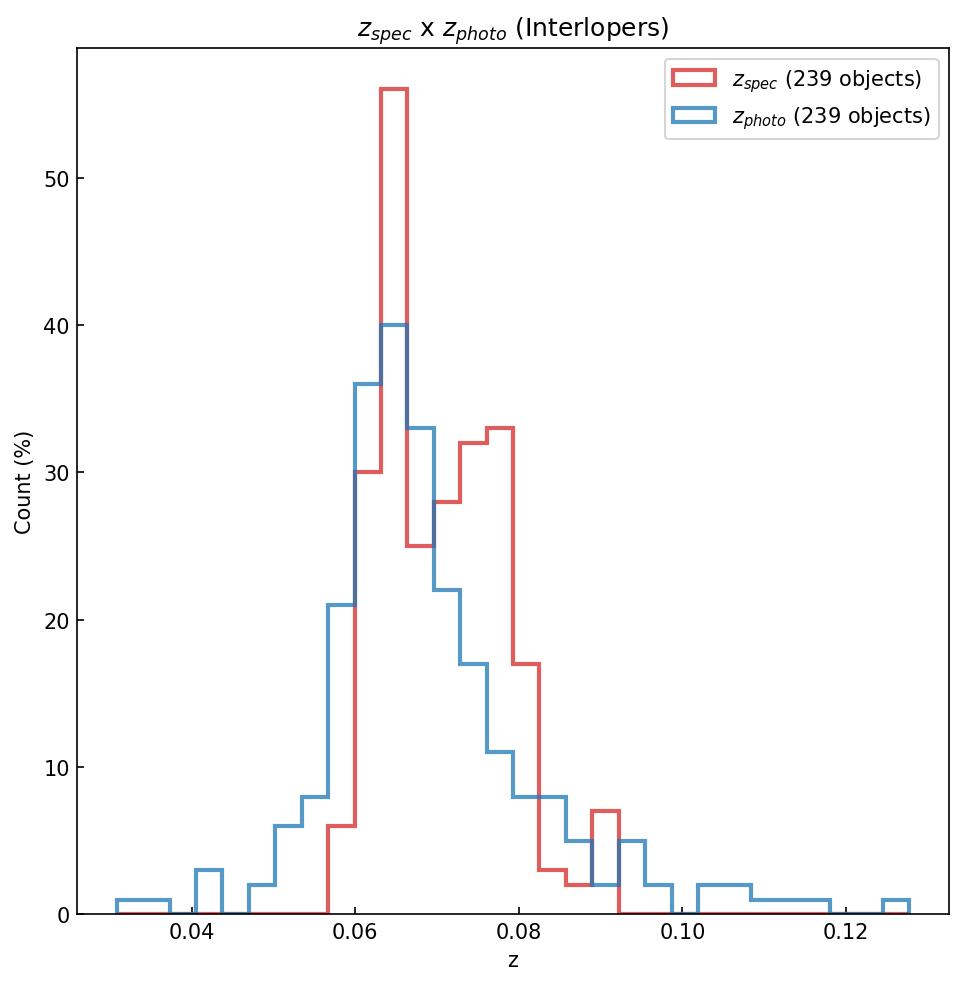 z_spec x z_photo (Interlopers)
z_spec (239 objects)
z_photo (239 objects)
Count (%)
50
40
30
20
10
0
0.04 0.06 0.08 0.10 0.12
z